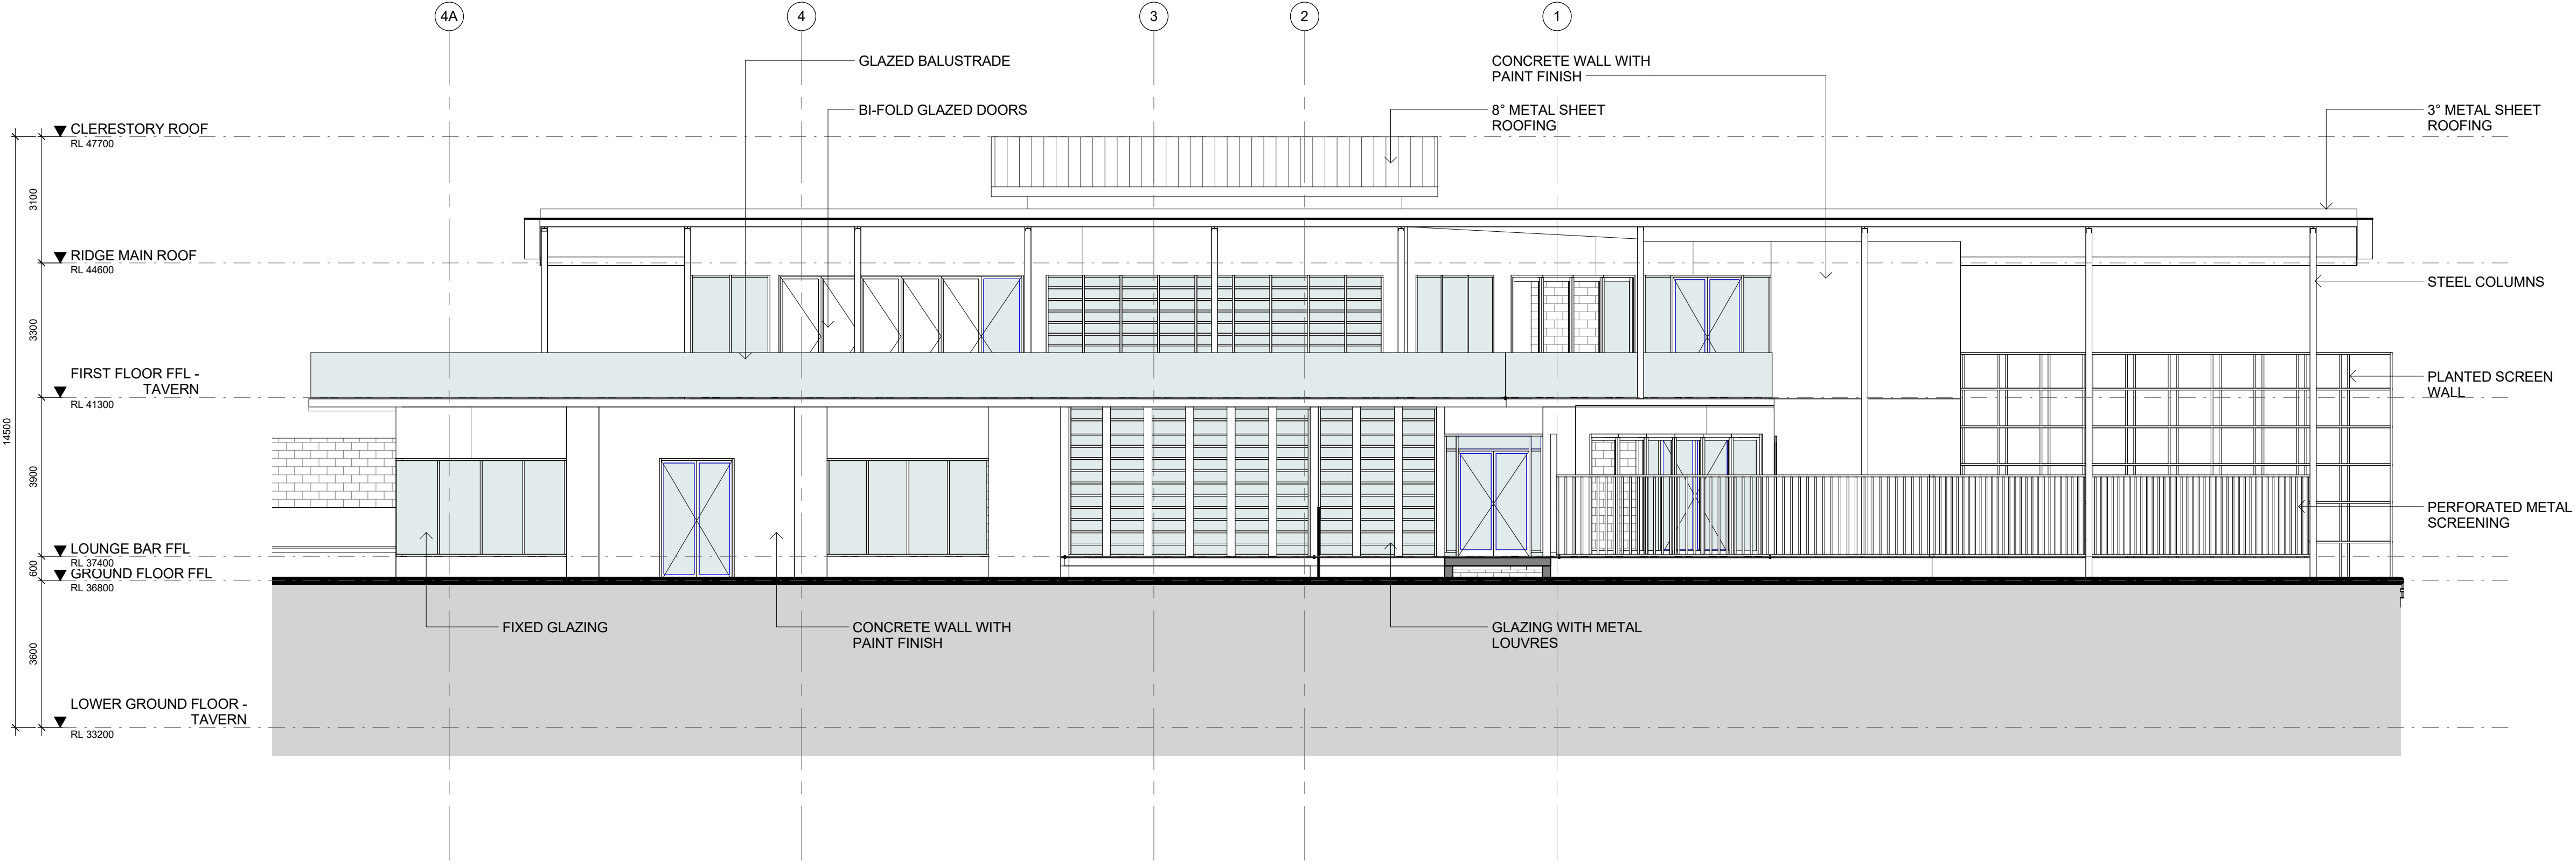 4A
4
3
2
1
GLAZED BALUSTRADE
CONCRETE WALL WITH
PAINT FINISH
BI-FOLD GLAZED DOORS
8° METAL SHEET
ROOFING
3° METAL SHEET
ROOFING
CLERESTORY ROOF
RL 47700
3100
RIDGE MAIN ROOF
RL 44600
STEEL COLUMNS
3300
FIRST FLOOR FFL -
TAVERN
RL 41300
PLANTED SCREEN
WALL
14500
3900
PERFORATED METAL
SCREENING
LOUNGE BAR FFL
RL 37400
600
GROUND FLOOR FFL
RL 36800
FIXED GLAZING
CONCRETE WALL WITH
PAINT FINISH
GLAZING WITH METAL
LOUVRES
3600
LOWER GROUND FLOOR -
TAVERN
RL 33200